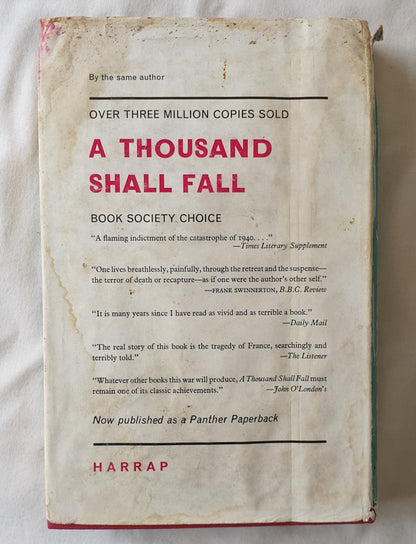 By the same author
OVER THREE MILLION COPIES SOLD
A THOUSAND
SHALL FALL
BOOK SOCIETY CHOICE
“A flaming indictment of the catastrophe of 1940. . . .”
—Times Literary Supplement
“One lives breathlessly, painfully, through the retreat and the suspense—
the terror of death or recapture—as if one were the author's other self.”
—FRANK SWINNERTON, B.B.C. Review
“It is many years since I have read as vivid and as terrible a book.”
—Daily Mail
“The real story of this book is the tragedy of France, searchingly and
terribly told.” —The Listener
“Whatever other books this war will produce, A Thousand Shall Fall must
remain one of its classic achievements.” —John O'London's
Now published as a Panther Paperback
HARRAP